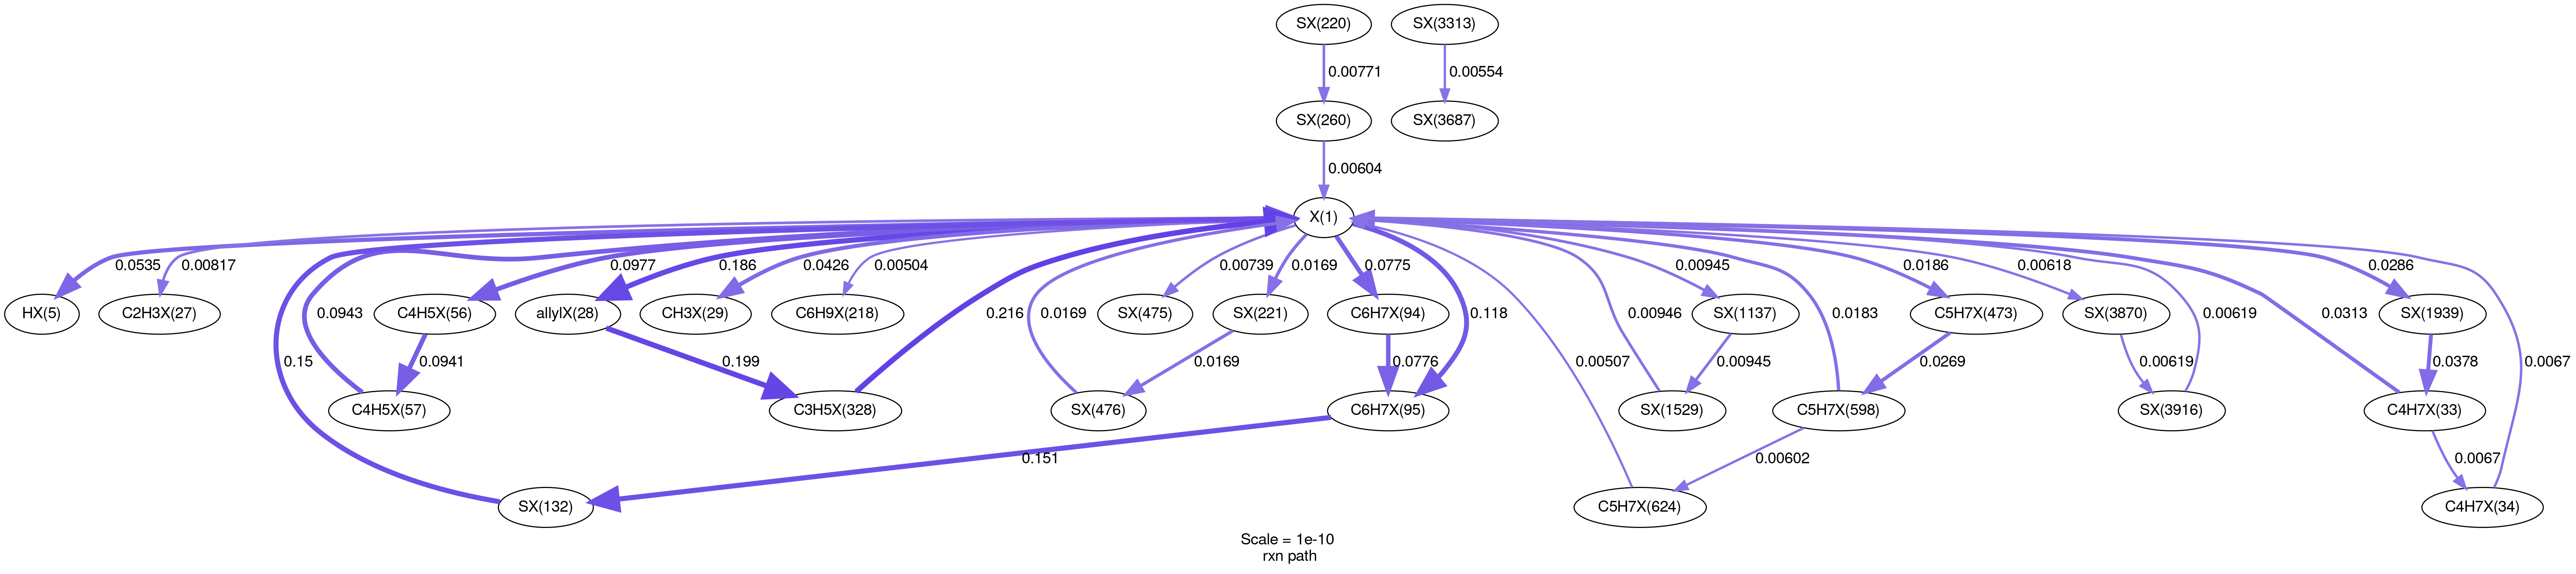 SX(220)
SX(3313)
0.00771
0.00554
SX(260)
SX(3687)
0.00604
X(1)
0.0535
0.00817
0.0977
0.186
0.0426
0.00504
0.00739
0.0169
0.0775
0.00945
0.0186
0.00618
0.0286
HX(5)
C2H3X(27)
0.0943
C4H5X(56)
allylX(28)
CH3X(29)
C6H9X(218)
0.216
0.0169
SX(475)
SX(221)
C6H7X(94)
0.118
0.00946
SX(1137)
0.0183
C5H7X(473)
SX(3870)
0.00619
0.0313
SX(1939)
0.15
0.0941
0.199
0.0169
0.0776
0.00507
0.00945
0.0269
0.00619
0.0378
0.0067
C4H5X(57)
C3H5X(328)
SX(476)
C6H7X(95)
SX(1529)
C5H7X(598)
SX(3916)
C4H7X(33)
0.151
0.00602
0.0067
SX(132)
C5H7X(624)
C4H7X(34)
Scale = 1e-10
rxn path